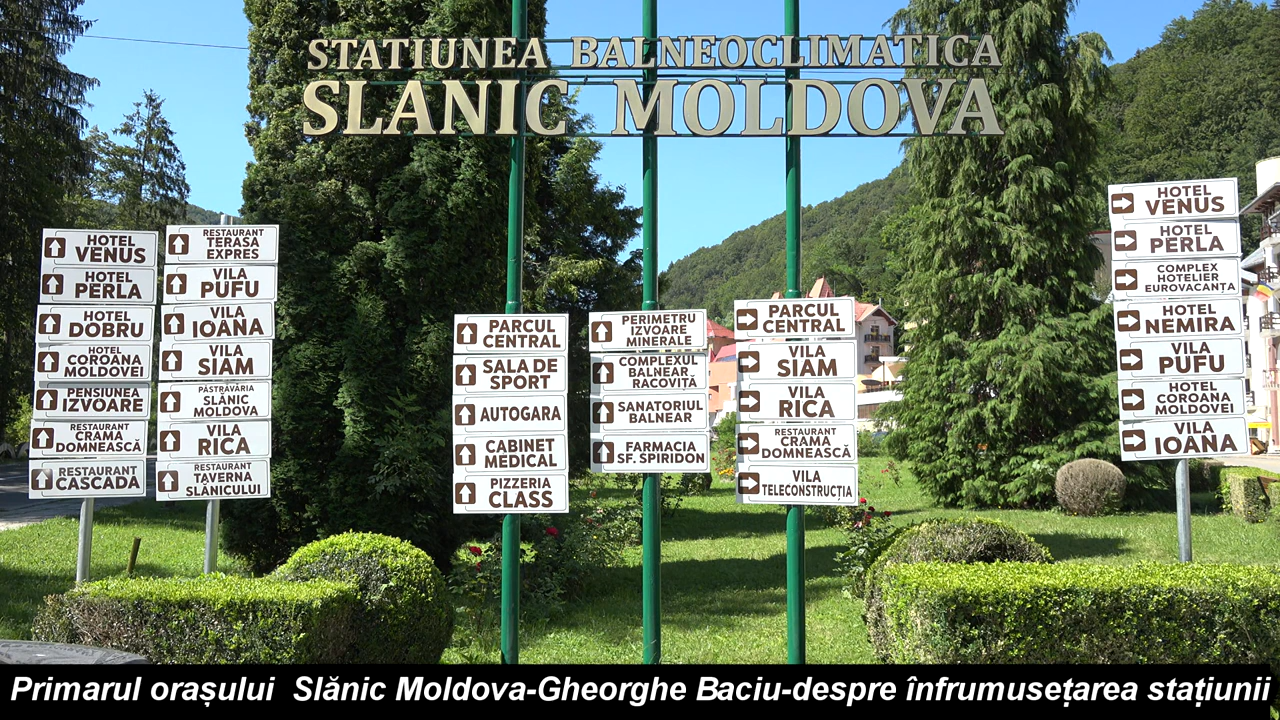 STATIUNEA BALNEOCLIMATICA
SLANIC MOLDOVA
HOTEL
VENUS
HOTEL
PERLA
HOTEL
DOBRU
HOTEL
COROANA
MOLDOVEI
PENSIUNEA
IZVOARE
RESTAURANT
CRAMA
DOMNEASCĂ
RESTAURANT
CASCADA
RESTAURANT
TERASA
EXPRES
VILA
PUFU
VILA
IOANA
VILA
SIAM
PĂSTRĂVĂRIA
SLĂNIC
MOLDOVA
VILA
RICA
RESTAURANT
TAVERNA
SLĂNICULUI
PARCUL
CENTRAL
SALA DE
SPORT
AUTOGARA
CABINET
MEDICAL
PIZZERIA
CLASS
PERIMETRU
IZVOARE
MINERALE
COMPLEXUL
BALNEAR
RACOVIȚĂ
SANATORIUL
BALNEAR
FARMACIA
SF. SPIRIDON
PARCUL
CENTRAL
VILA
SIAM
VILA
RICA
RESTAURANT
CRAMA
DOMNEASCĂ
VILA
TELECONSTRUCȚIA
HOTEL
VENUS
HOTEL
PERLA
COMPLEX
HOTELIER
EUROVACANȚA
HOTEL
NEMIRA
VILA
PUFU
HOTEL
COROANA
MOLDOVEI
VILA
IOANA
Primarul orașului  Slănic Moldova-Gheorghe Baciu-despre înfrumusețarea stațiunii